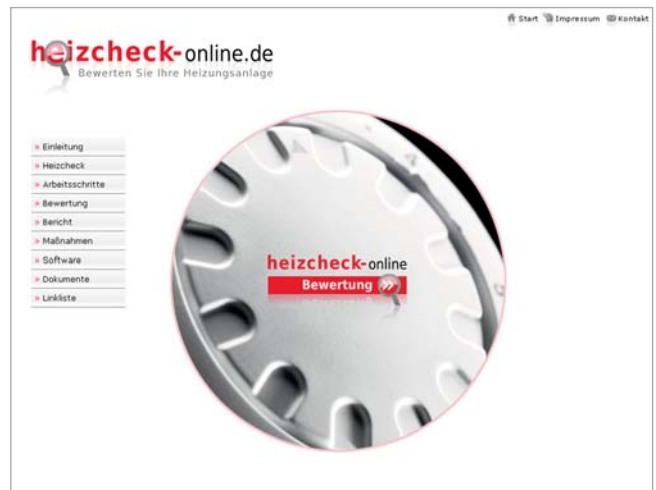 Start Impressum Kontakt
heizcheck-online.de
Bewerten Sie Ihre Heizungsanlage
» Einleitung
» Heizcheck
» Arbeitsschritte
» Bewertung
» Bericht
» Maßnahmen
» Software
» Dokumente
» Linkliste
heizcheck-online
Bewertung »